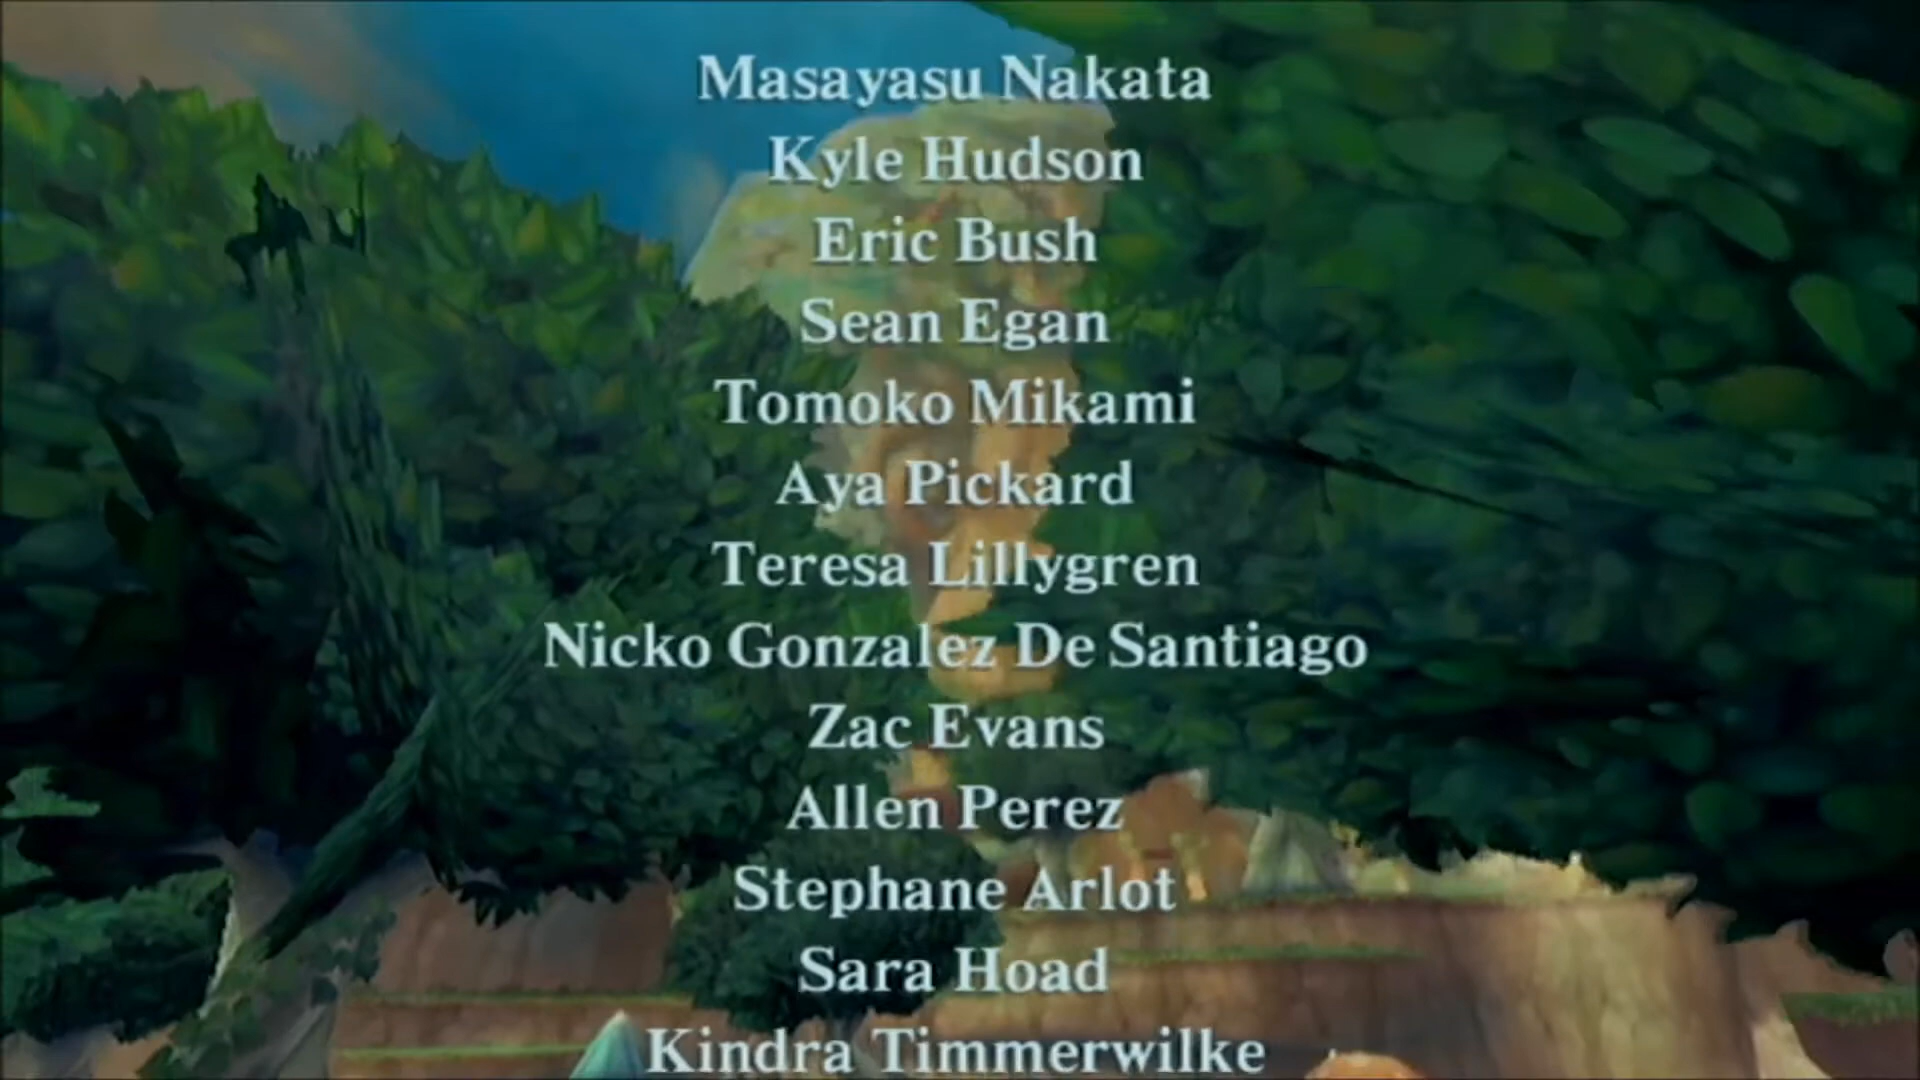 Masayasu Nakata
Kyle Hudson
Eric Bush
Sean Egan
Tomoko Mikami
Aya Pickard
Teresa Lillygren
Nicko Gonzalez De Santiago
Zac Evans
Allen Perez
Stephane Arlot
Sara Hoad
Kindra Timmerwilke